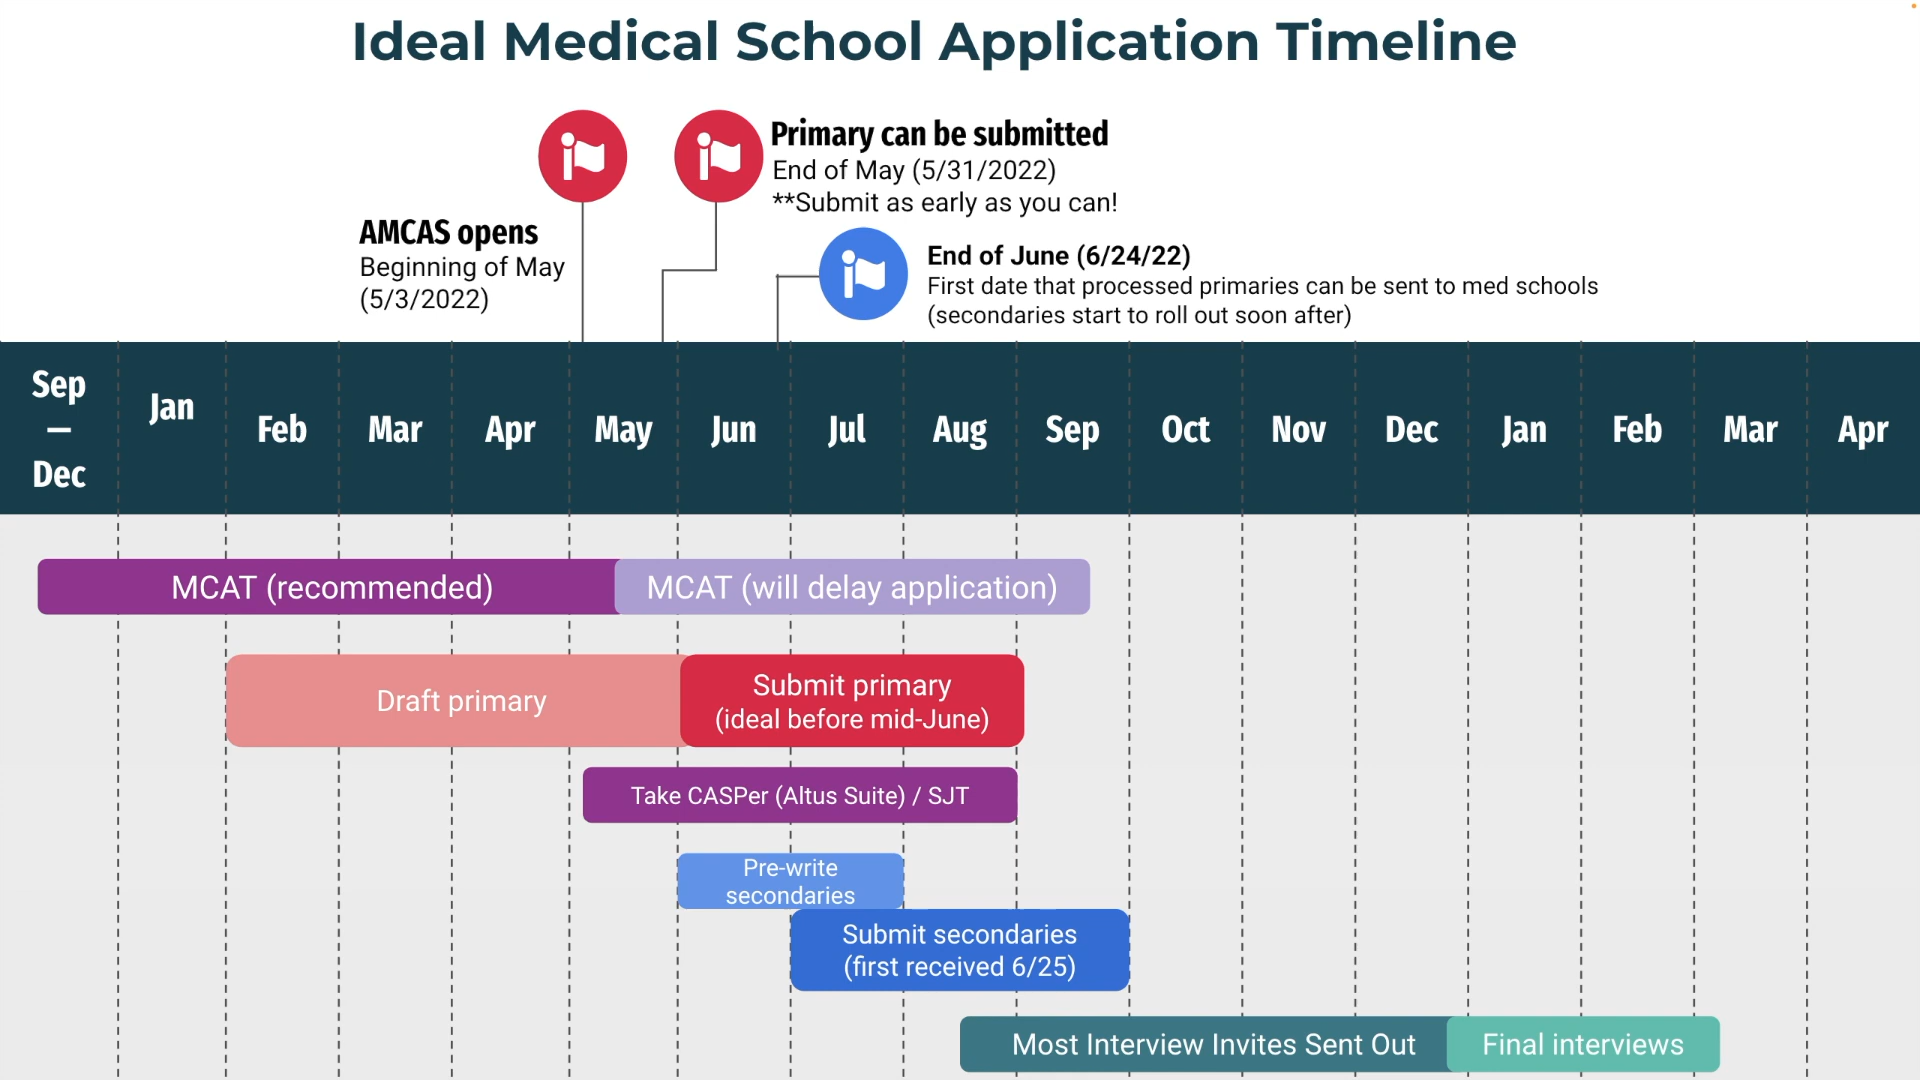 Ideal Medical School Application Timeline
Primary can be submitted
End of May (5/31/2022)
**Submit as early as you can!
AMCAS opens
Beginning of May
(5/3/2022)
End of June (6/24/22)
First date that processed primaries can be sent to med schools
(secondaries start to roll out soon after)
Sep
—
Dec
Jan
Feb
Mar
Apr
May
Jun
Jul
Aug
Sep
Oct
Nov
Dec
Jan
Feb
Mar
Apr
MCAT (recommended)
MCAT (will delay application)
Draft primary
Submit primary
(ideal before mid-June)
Take CASPer (Altus Suite) / SJT
Pre-write
secondaries
Submit secondaries
(first received 6/25)
Most Interview Invites Sent Out
Final interviews